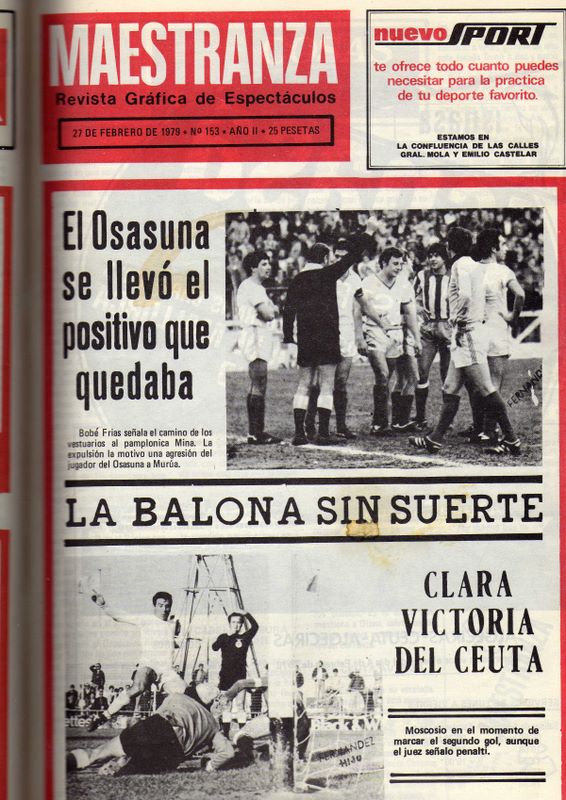 MAESTRANZA
Revista Gráfica de Espectáculos
27 DE FEBRERO DE 1979 • Nº 153 • AÑO II • 25 PESETAS
nuevo SPORT
te ofrece todo cuanto puedes
necesitar para la practica
de tu deporte favorito.
ESTAMOS EN
LA CONFLUENCIA DE LAS CALLES
GRAL. MOLA Y EMILIO CASTELAR
El Osasuna
se llevó el
positivo que
quedaba
Bobé Frias señala el camino de los
vestuarios al pamplonica Mina. La
expulsión la motivo una agresión del
jugador del Osasuna a Murúa.
LA BALONA SIN SUERTE
CLARA
VICTORIA
DEL CEUTA
Moscosio en el momento de
marcar el segundo gol, aunque
el juez señalo penalti.
FERNANDEZ
HIJO